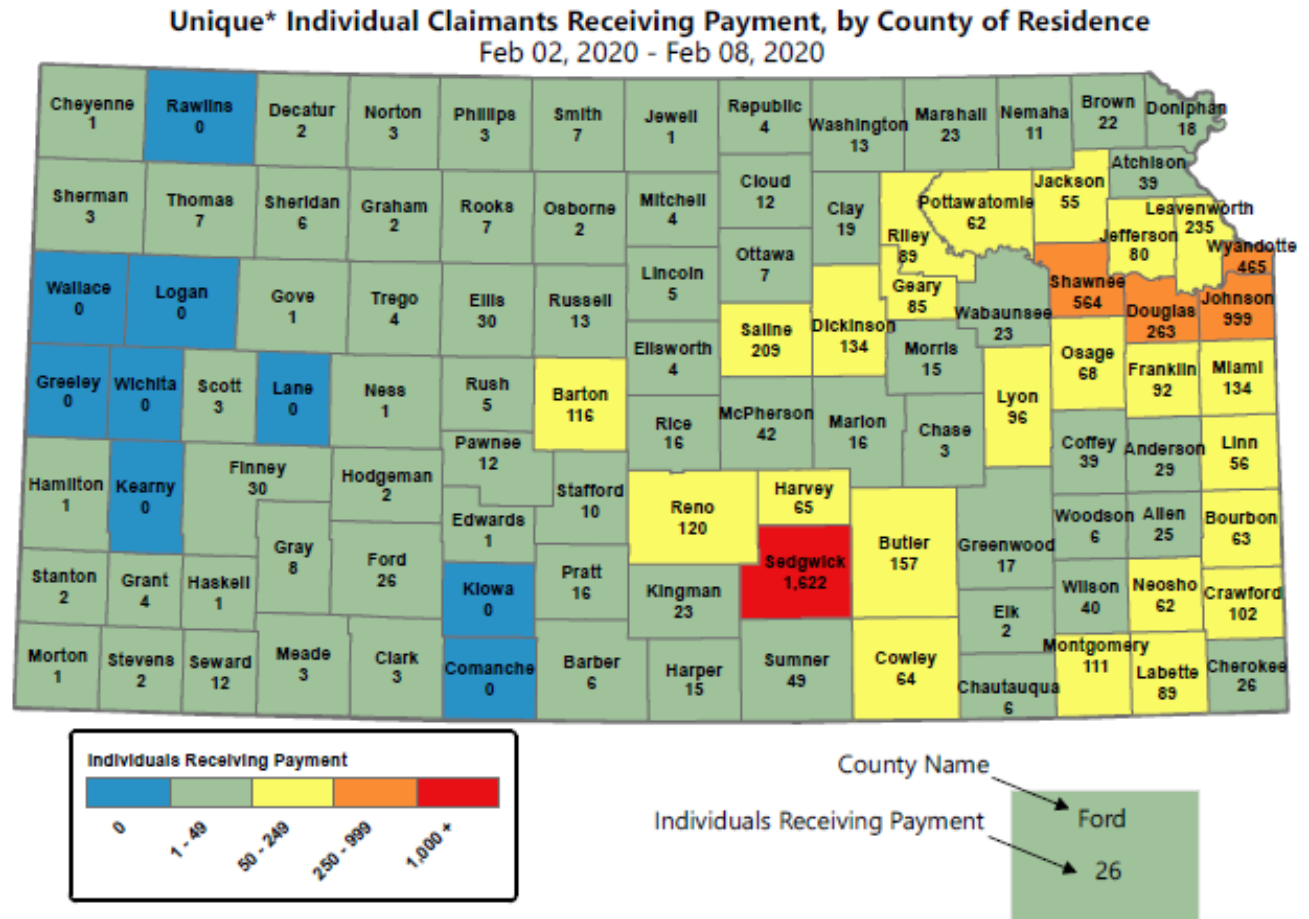 Unique* Individual Claimants Receiving Payment, by County of Residence
Feb 02, 2020 - Feb 08, 2020
Cheyenne
1
Rawlins
0
Decatur
2
Norton
3
Phillips
3
Smith
7
Jewell
1
Republic
4
Washington
13
Marshall
23
Nemaha
11
Brown
22
Doniphan
18
Sherman
3
Thomas
7
Sheridan
6
Graham
2
Rooks
7
Osborne
2
Mitchell
4
Cloud
12
Clay
19
Riley
89
Pottawatomie
62
Jackson
55
Atchison
39
Jefferson
80
Leavenworth
235
Wyandotte
465
Wallace
0
Logan
0
Gove
1
Trego
4
Ellis
30
Russell
13
Lincoln
5
Ottawa
7
Saline
209
Dickinson
134
Geary
85
Wabaunsee
23
Shawnee
564
Douglas
263
Johnson
999
Greeley
0
Wichita
0
Scott
3
Lane
0
Ness
1
Rush
5
Barton
116
Ellsworth
4
Rice
16
McPherson
42
Marion
16
Morris
15
Chase
3
Lyon
96
Osage
68
Franklin
92
Miami
134
Hamilton
1
Kearny
0
Finney
30
Hodgeman
2
Pawnee
12
Stafford
10
Edwards
1
Reno
120
Harvey
65
Sedgwick
1,622
Butler
157
Greenwood
17
Coffey
39
Anderson
29
Linn
56
Woodson
6
Allen
25
Bourbon
63
Stanton
2
Grant
4
Haskell
1
Gray
8
Ford
26
Kiowa
0
Pratt
16
Kingman
23
Elk
2
Wilson
40
Neosho
62
Crawford
102
Morton
1
Stevens
2
Seward
12
Meade
3
Clark
3
Comanche
0
Barber
6
Harper
15
Sumner
49
Cowley
64
Chautauqua
6
Montgomery
111
Labette
89
Cherokee
26
Individuals Receiving Payment
0
1 - 49
50 - 249
250 - 999
1,000 +
County Name
Individuals Receiving Payment
Ford
26